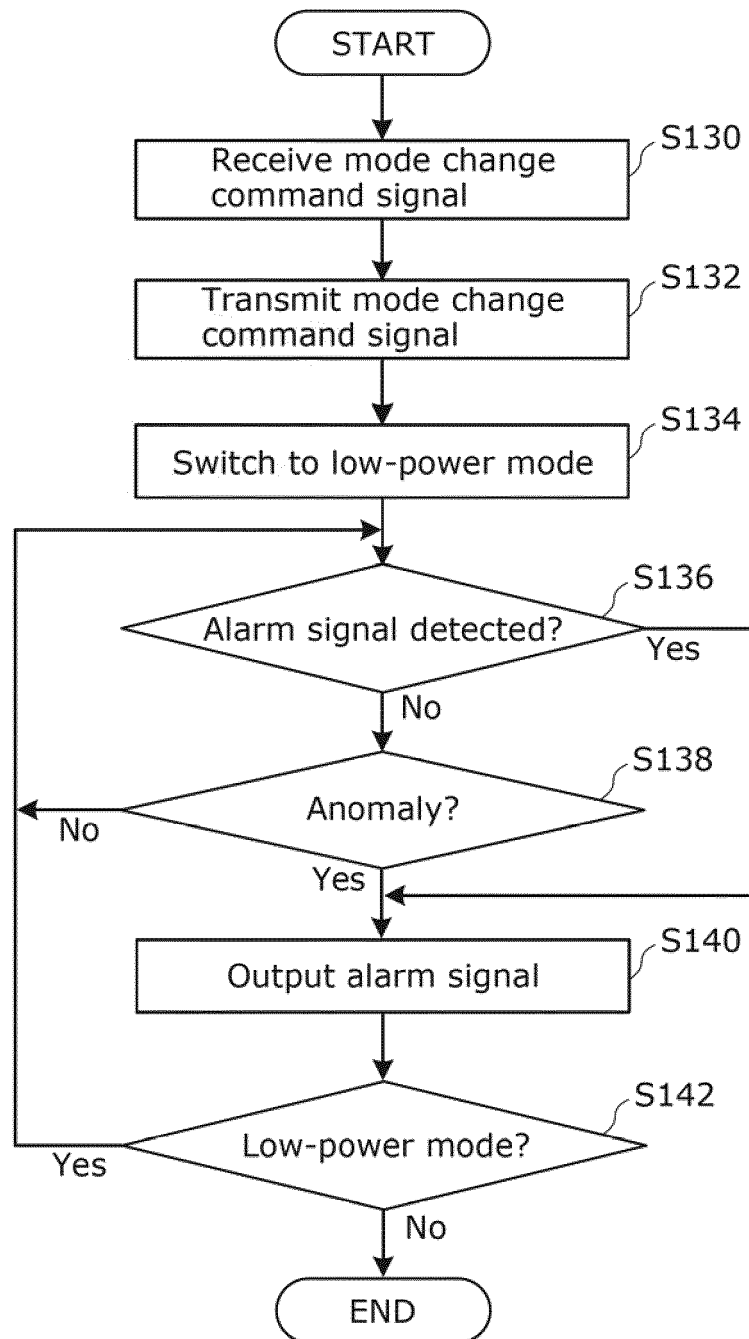 START
S130
Receive mode change
command signal
S132
Transmit mode change
command signal
S134
Switch to low-power mode
S136
Alarm signal detected?
Yes
No
S138
Anomaly?
No
Yes
S140
Output alarm signal
S142
Low-power mode?
Yes
No
END